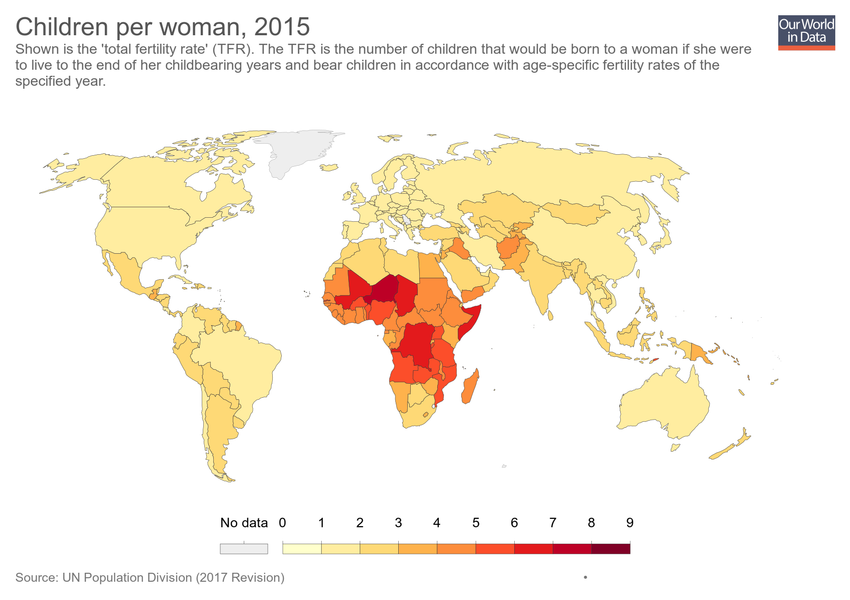 Children per woman, 2015
Our World
in Data
Shown is the 'total fertility rate' (TFR). The TFR is the number of children that would be born to a woman if she were
to live to the end of her childbearing years and bear children in accordance with age-specific fertility rates of the
specified year.
No data 0 1 2 3 4 5 6 7 8 9
Source: UN Population Division (2017 Revision)
•